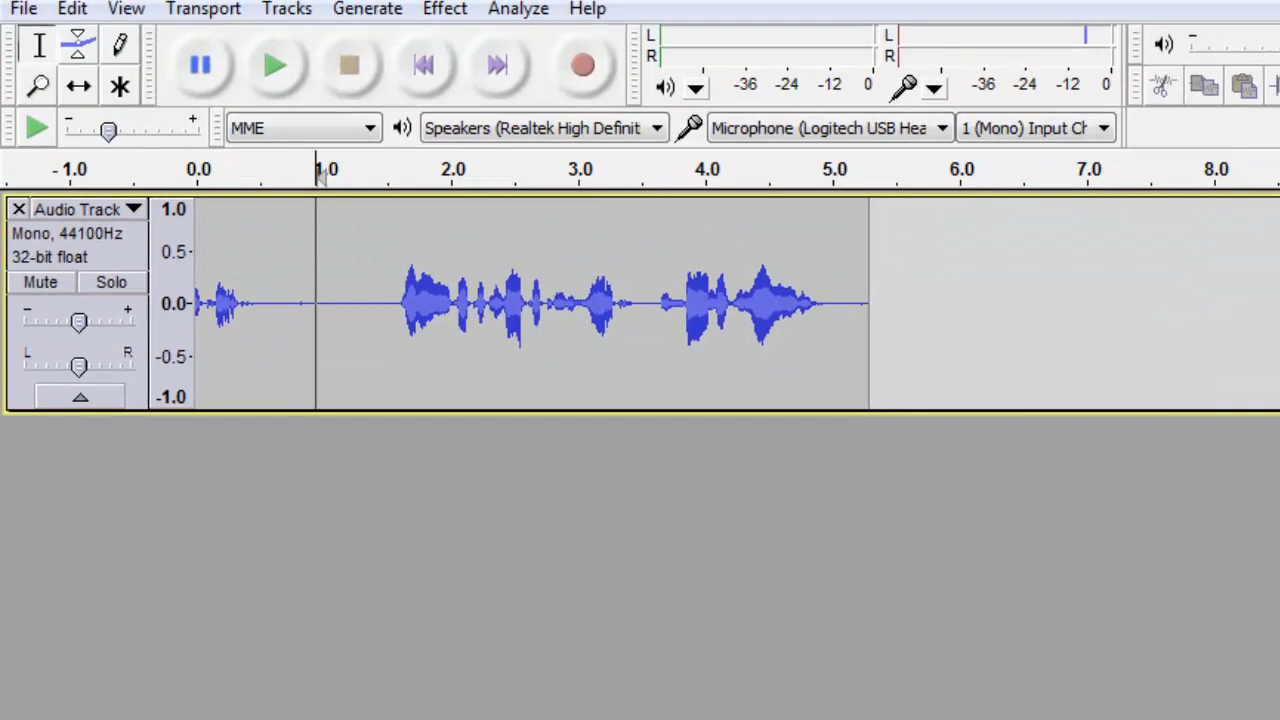 File Edit View Transport Tracks Generate Effect Analyze Help
L L
R R
-36 -24 -12 0 -36 -24 -12 0
- + MME Speakers (Realtek High Definit Microphone (Logitech USB Hea 1 (Mono) Input Ch
- 1.0 0.0 1.0 2.0 3.0 4.0 5.0 6.0 7.0 8.0
X Audio Track 1.0
Mono, 44100Hz
32-bit float 0.5
Mute Solo
- + 0.0
L R -0.5
-1.0